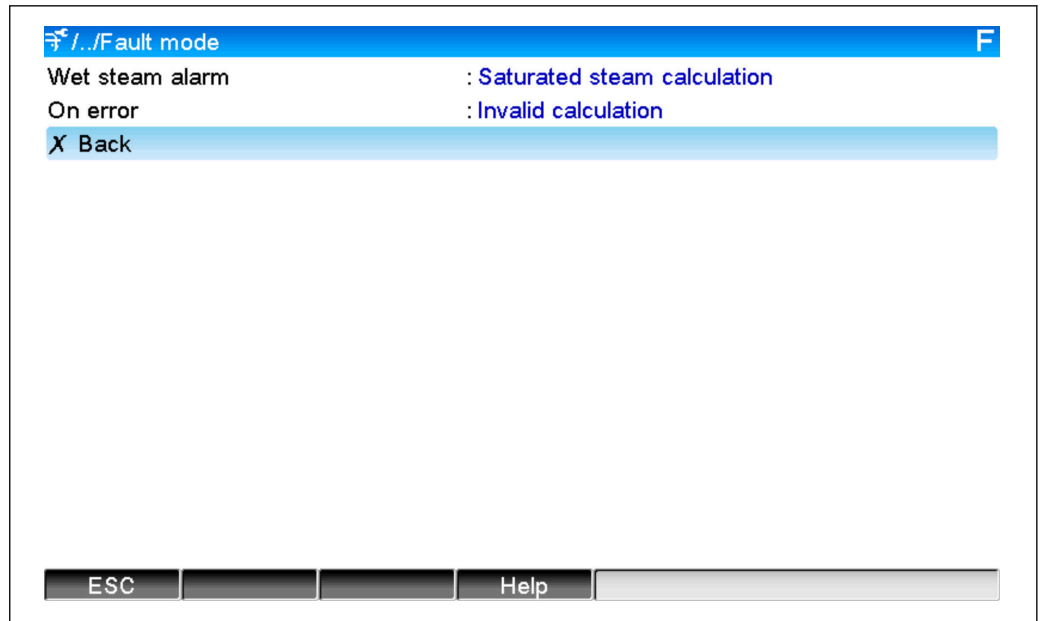 /../Fault mode F
Wet steam alarm : Saturated steam calculation
On error : Invalid calculation
X Back
ESC Help